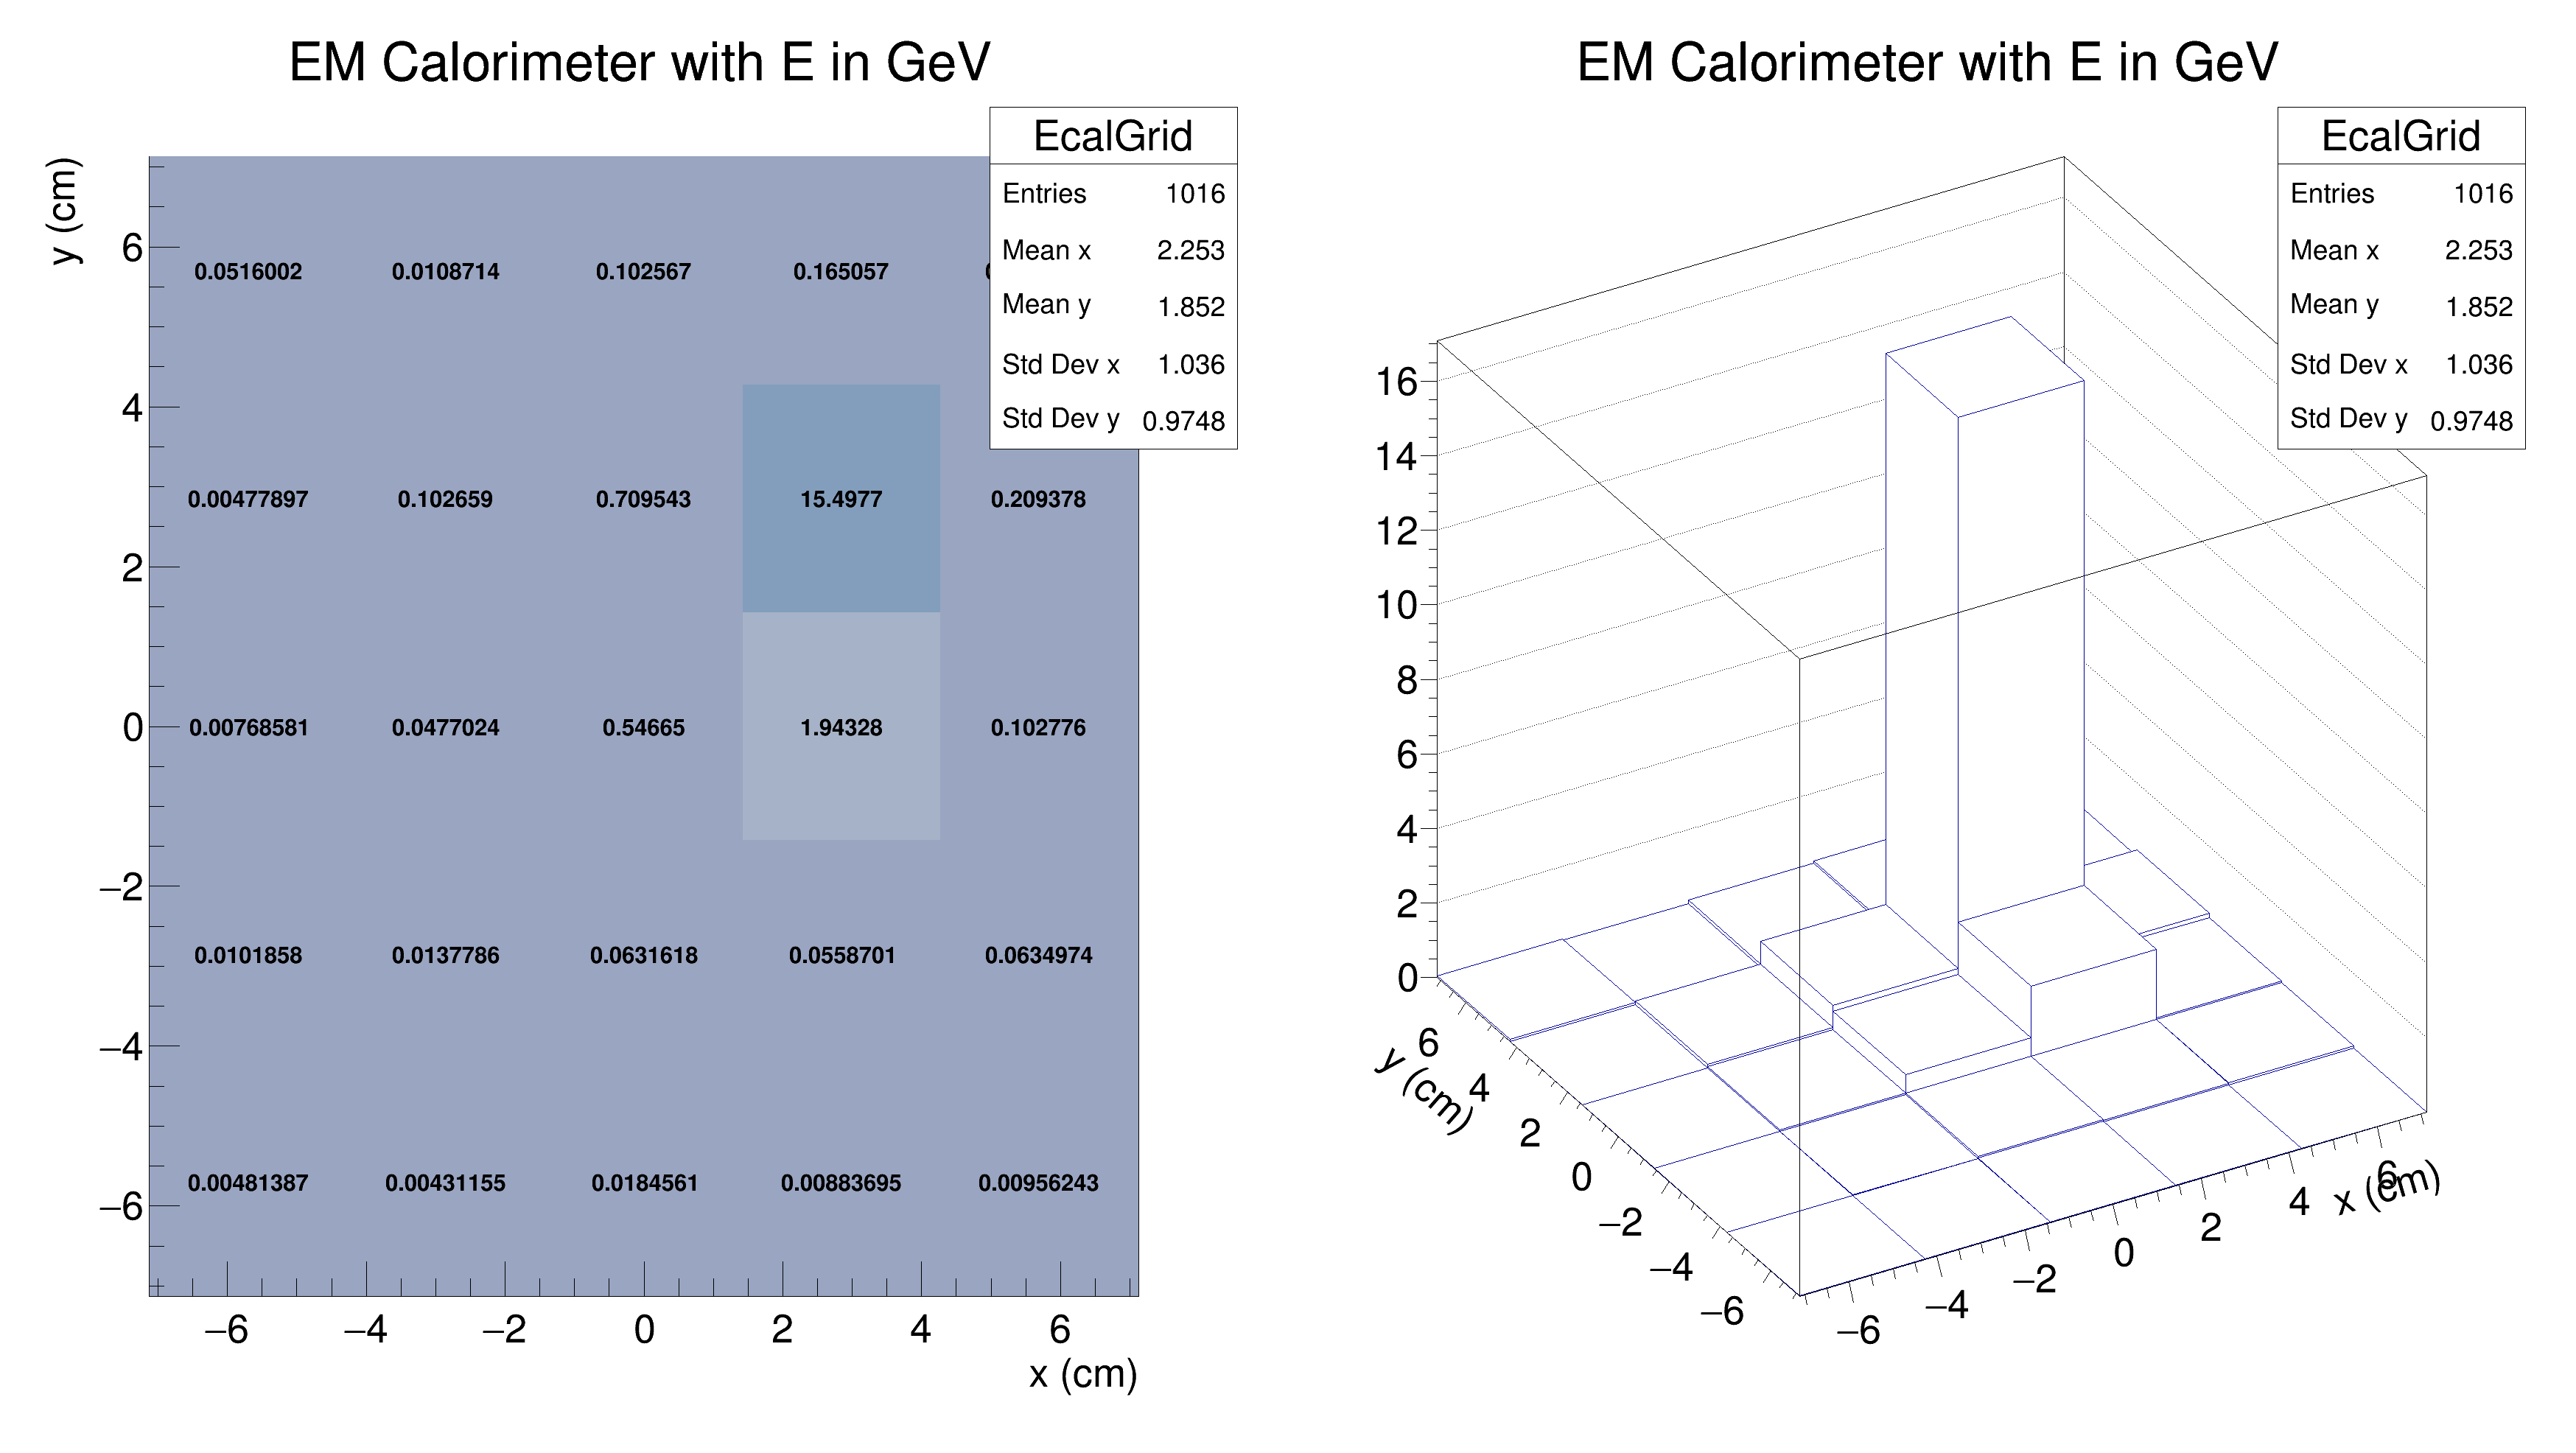 EM Calorimeter with E in GeV
EcalGrid
Entries 1016
Mean x 2.253
Mean y 1.852
Std Dev x 1.036
Std Dev y 0.9748
y (cm)
6
4
2
0
−2
−4
−6
0.0516002 0.0108714 0.102567 0.165057
0.00477897 0.102659 0.709543 15.4977 0.209378
0.00768581 0.0477024 0.54665 1.94328 0.102776
0.0101858 0.0137786 0.0631618 0.0558701 0.0634974
0.00481387 0.00431155 0.0184561 0.00883695 0.00956243
−6 −4 −2 0 2 4 6
x (cm)
EM Calorimeter with E in GeV
EcalGrid
Entries 1016
Mean x 2.253
Mean y 1.852
Std Dev x 1.036
Std Dev y 0.9748
16
14
12
10
8
6
4
2
0
6
4
2
0
−2
−4
−6
y (cm)
−6
−4
−2
0
2
4
6
x (cm)